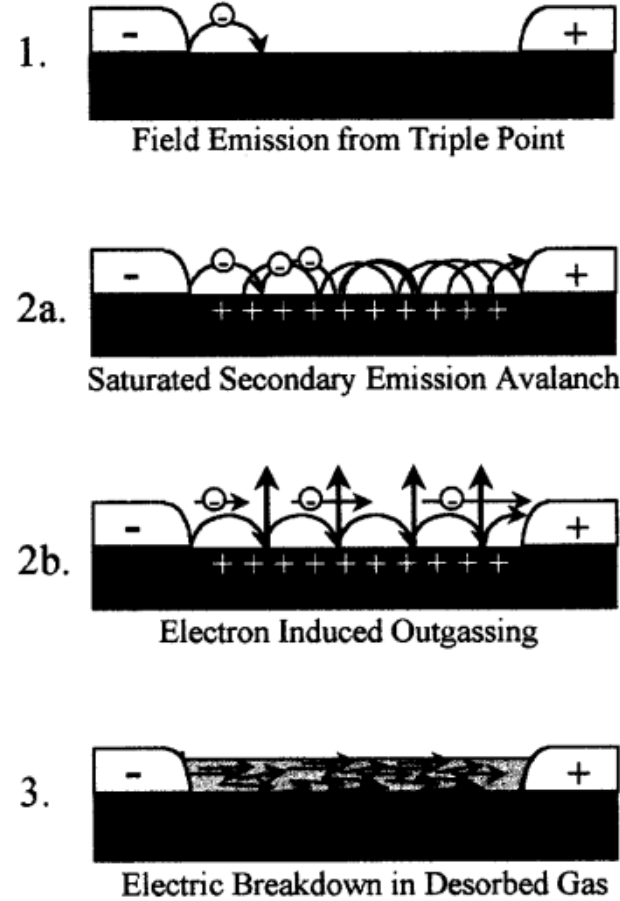 1.
- - +
Field Emission from Triple Point
2a.
- - - - +
+ + + + + + + + + +
Saturated Secondary Emission Avalanch
2b.
- - - - +
+ + + + + + + + + +
Electron Induced Outgassing
3.
- +
Electric Breakdown in Desorbed Gas